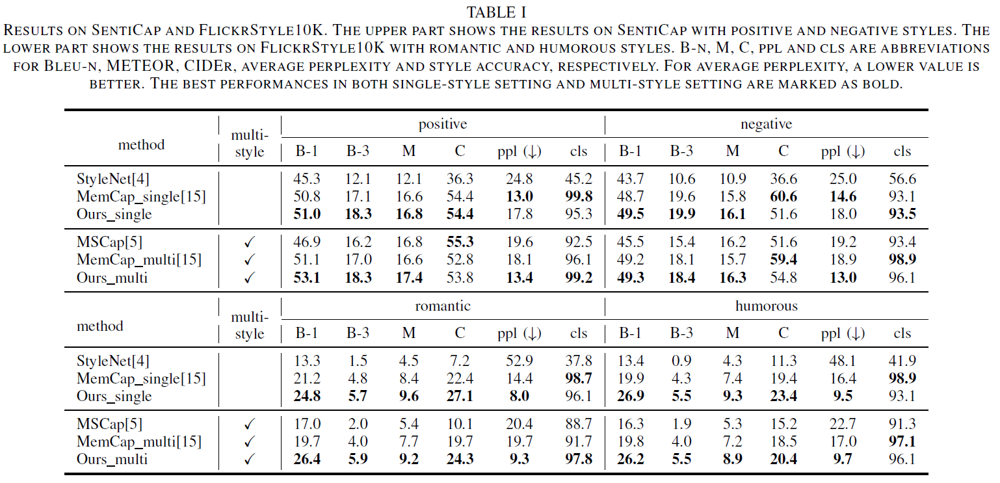 TABLE I
RESULTS ON SENTICAP AND FLICKRSTYLE10K. THE UPPER PART SHOWS THE RESULTS ON SENTICAP WITH POSITIVE AND NEGATIVE STYLES. THE
LOWER PART SHOWS THE RESULTS ON FLICKRSTYLE10K WITH ROMANTIC AND HUMOROUS STYLES. B-N, M, C, PPL AND CLS ARE ABBREVIATIONS
FOR BLEU-N, METEOR, CIDER, AVERAGE PERPLEXITY AND STYLE ACCURACY, RESPECTIVELY. FOR AVERAGE PERPLEXITY, A LOWER VALUE IS
BETTER. THE BEST PERFORMANCES IN BOTH SINGLE-STYLE SETTING AND MULTI-STYLE SETTING ARE MARKED AS BOLD.
method multi-style positive negative
B-1 B-3 M C ppl (↓) cls B-1 B-3 M C ppl (↓) cls
StyleNet[4] 45.3 12.1 12.1 36.3 24.8 45.2 43.7 10.6 10.9 36.6 25.0 56.6
MemCap_single[15] 50.8 17.1 16.6 54.4 13.0 99.8 48.7 19.6 15.8 60.6 14.6 93.1
Ours_single 51.0 18.3 16.8 54.4 17.8 95.3 49.5 19.9 16.1 51.6 18.0 93.5
MSCap[5] ✓ 46.9 16.2 16.8 55.3 19.6 92.5 45.5 15.4 16.2 51.6 19.2 93.4
MemCap_multi[15] ✓ 51.1 17.0 16.6 52.8 18.1 96.1 49.2 18.1 15.7 59.4 18.9 98.9
Ours_multi ✓ 53.1 18.3 17.4 53.8 13.4 99.2 49.3 18.4 16.3 54.8 13.0 96.1
method multi-style romantic humorous
B-1 B-3 M C ppl (↓) cls B-1 B-3 M C ppl (↓) cls
StyleNet[4] 13.3 1.5 4.5 7.2 52.9 37.8 13.4 0.9 4.3 11.3 48.1 41.9
MemCap_single[15] 21.2 4.8 8.4 22.4 14.4 98.7 19.9 4.3 7.4 19.4 16.4 98.9
Ours_single 24.8 5.7 9.6 27.1 8.0 96.1 26.9 5.5 9.3 23.4 9.5 93.1
MSCap[5] ✓ 17.0 2.0 5.4 10.1 20.4 88.7 16.3 1.9 5.3 15.2 22.7 91.3
MemCap_multi[15] ✓ 19.7 4.0 7.7 19.7 19.7 91.7 19.8 4.0 7.2 18.5 17.0 97.1
Ours_multi ✓ 26.4 5.9 9.2 24.3 9.3 97.8 26.2 5.5 8.9 20.4 9.7 96.1